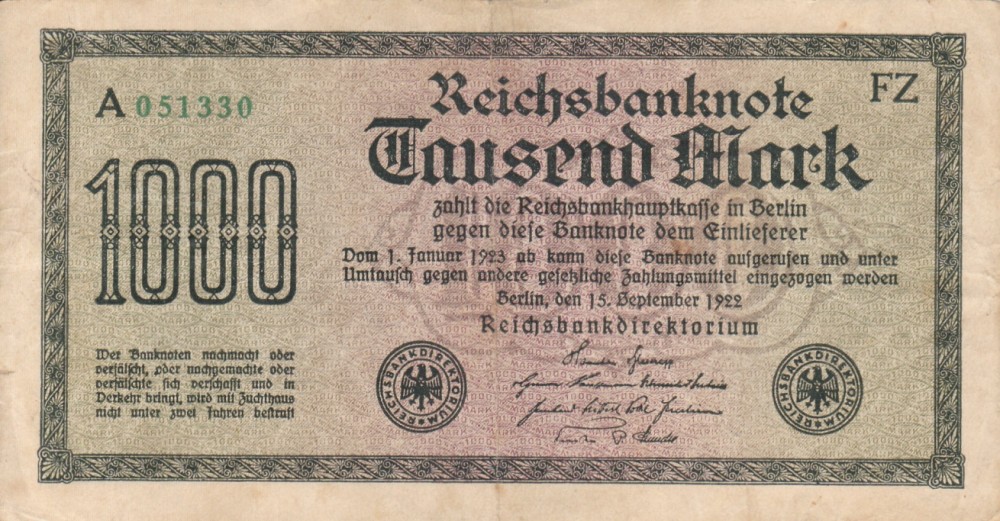 A 051330
FZ
Reichsbanknote
Tausend Mark
1000
zahlt die Reichsbankhauptkasse in Berlin
gegen diese Banknote dem Einlieferer
Vom 1. Januar 1923 ab kann diese Banknote aufgerufen und unter
Umtausch gegen andere gesetzliche Zahlungsmittel eingezogen werden
Berlin, den 15. September 1922
Reichsbankdirektorium
Wer Banknoten nachmacht oder
verfälscht, oder nachgemachte oder
verfälschte sich verschafft und in
Verkehr bringt, wird mit Zuchthaus
nicht unter zwei Jahren bestraft
REICHSBANKDIREKTORIUM
REICHSBANKDIREKTORIUM